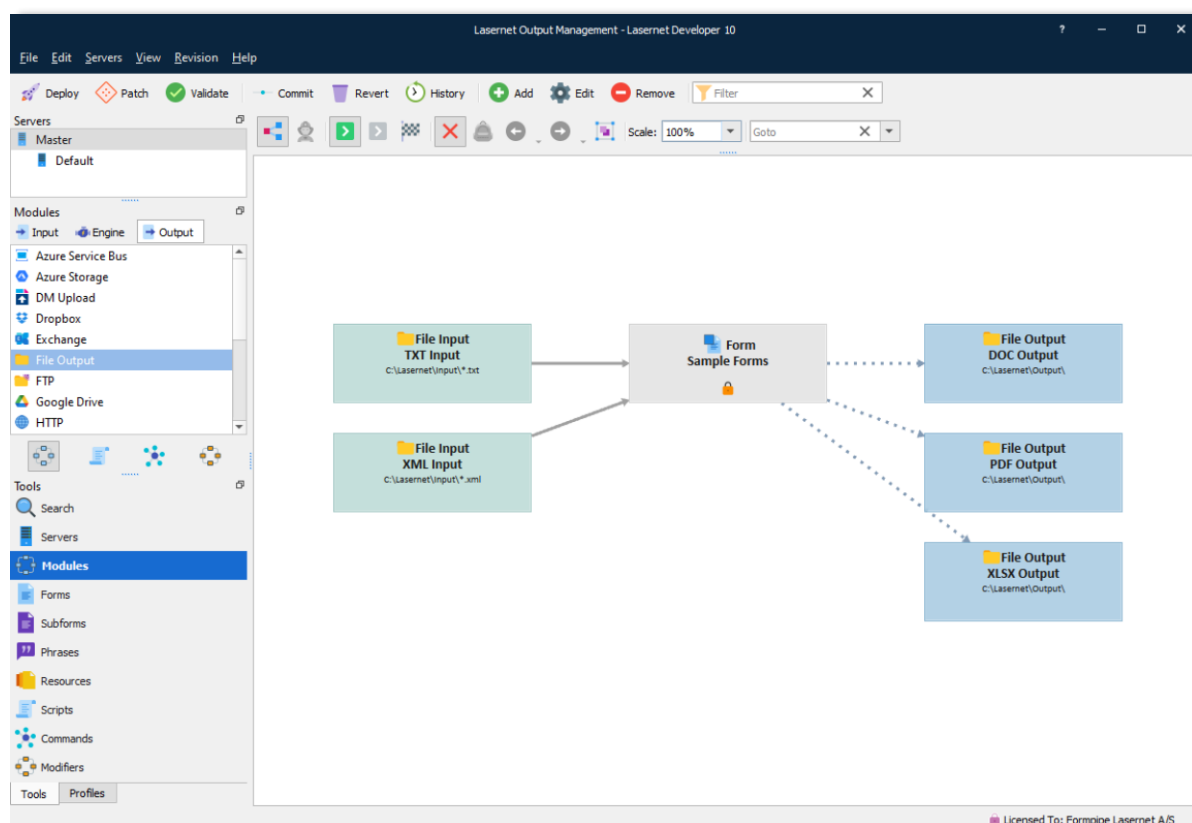 Lasernet Output Management - Lasernet Developer 10
?
File Edit Servers View Revision Help
Deploy Patch Validate Commit Revert History Add Edit Remove Filter
Servers
Master
Default
Scale: 100% Goto
Modules
Input Engine Output
Azure Service Bus
Azure Storage
DM Upload
Dropbox
Exchange
File Output
FTP
Google Drive
HTTP
Tools
Search
Servers
Modules
Forms
Subforms
Phrases
Resources
Scripts
Commands
Modifiers
Tools Profiles
File Input
TXT Input
C:\Lasernet\Input\*.txt
File Input
XML Input
C:\Lasernet\Input\*.xml
Form
Sample Forms
File Output
DOC Output
C:\Lasernet\Output\
File Output
PDF Output
C:\Lasernet\Output\
File Output
XLSX Output
C:\Lasernet\Output\
Licensed To: Formpipe Lasernet A/S